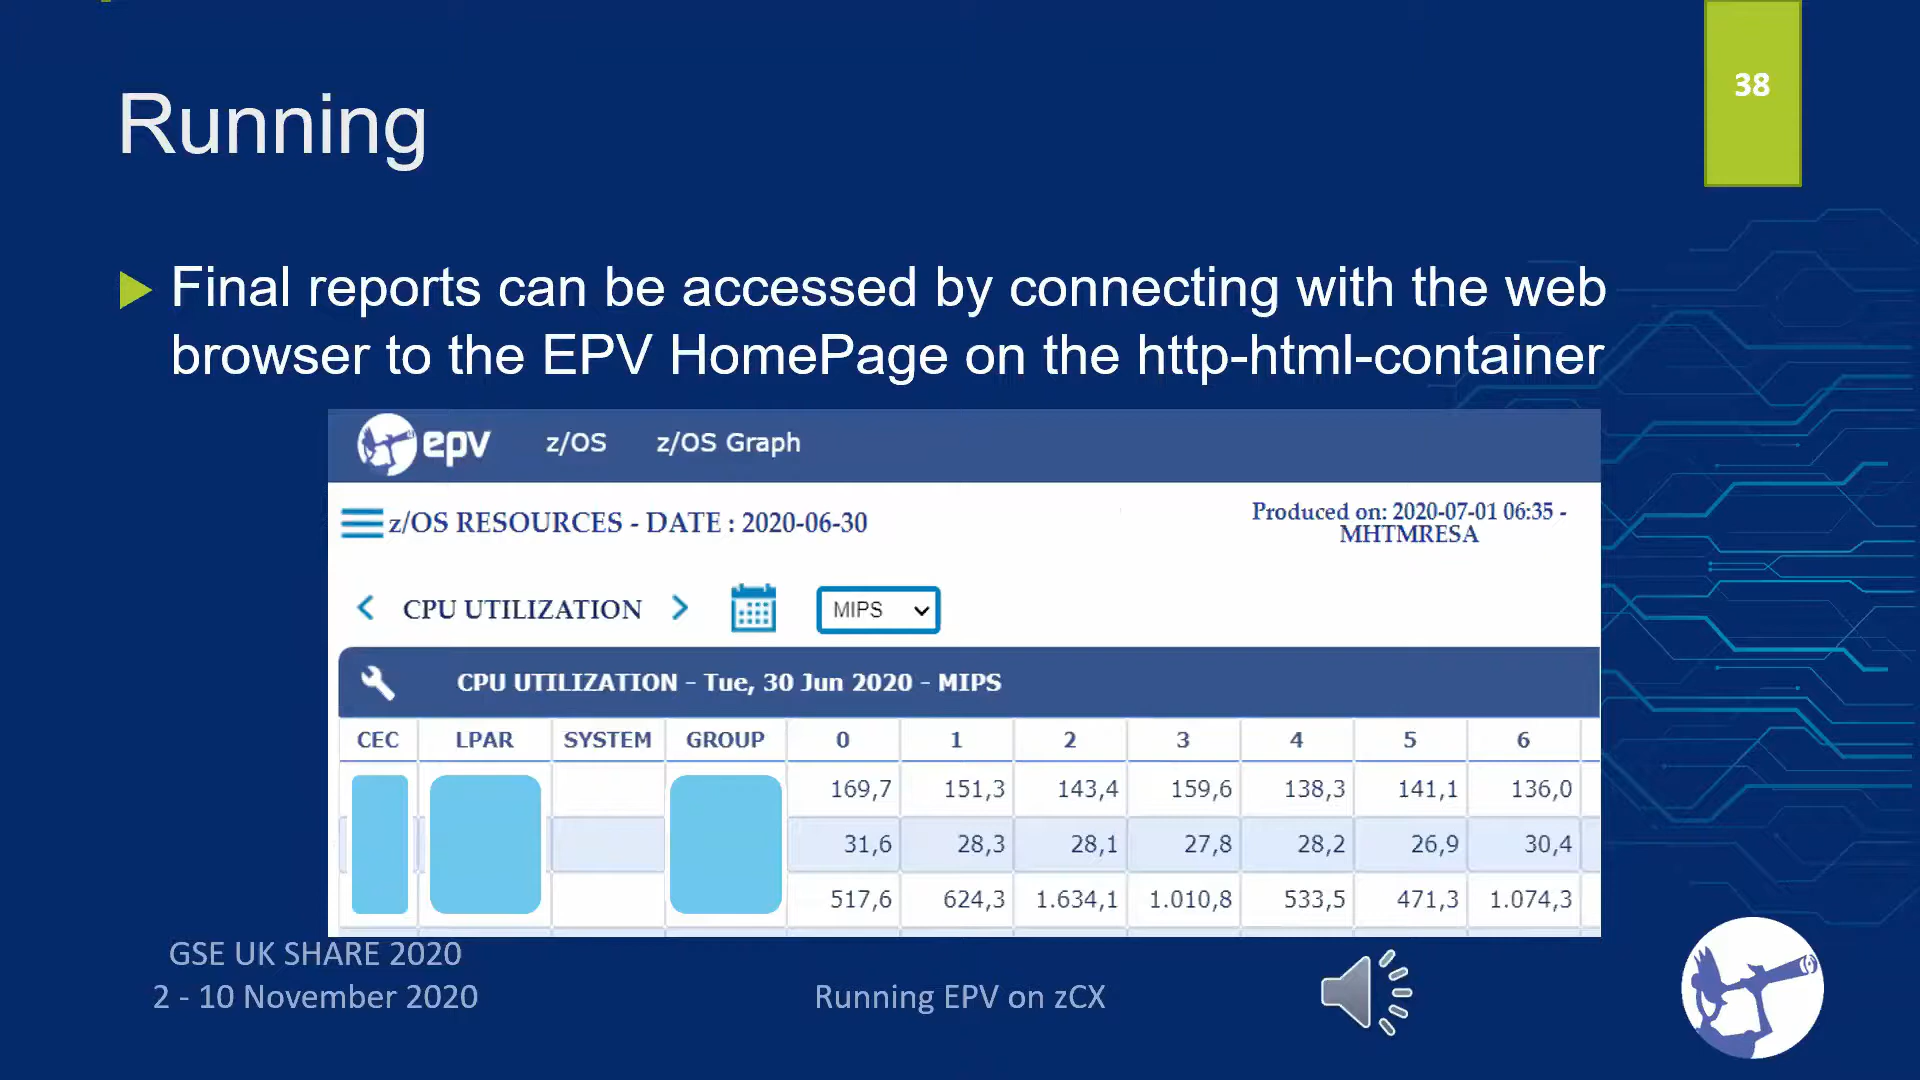 38
Running
Final reports can be accessed by connecting with the web
browser to the EPV HomePage on the http-html-container
epv z/OS z/OS Graph
z/OS RESOURCES - DATE : 2020-06-30
Produced on: 2020-07-01 06:35 -
MHTMRESA
CPU UTILIZATION MIPS
CPU UTILIZATION - Tue, 30 Jun 2020 - MIPS
CEC LPAR SYSTEM GROUP 0 1 2 3 4 5 6
169,7 151,3 143,4 159,6 138,3 141,1 136,0
31,6 28,3 28,1 27,8 28,2 26,9 30,4
517,6 624,3 1.634,1 1.010,8 533,5 471,3 1.074,3
GSE UK SHARE 2020
2 - 10 November 2020
Running EPV on zCX